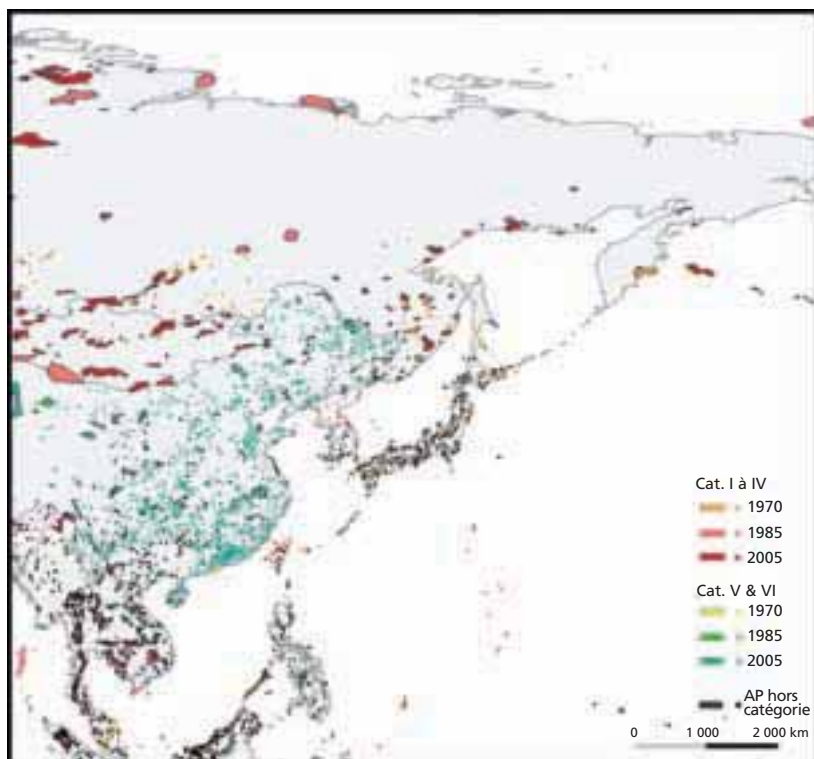 Cat. I à IV
1970
1985
2005
Cat. V & VI
1970
1985
2005
AP hors
catégorie
0 1 000 2 000 km